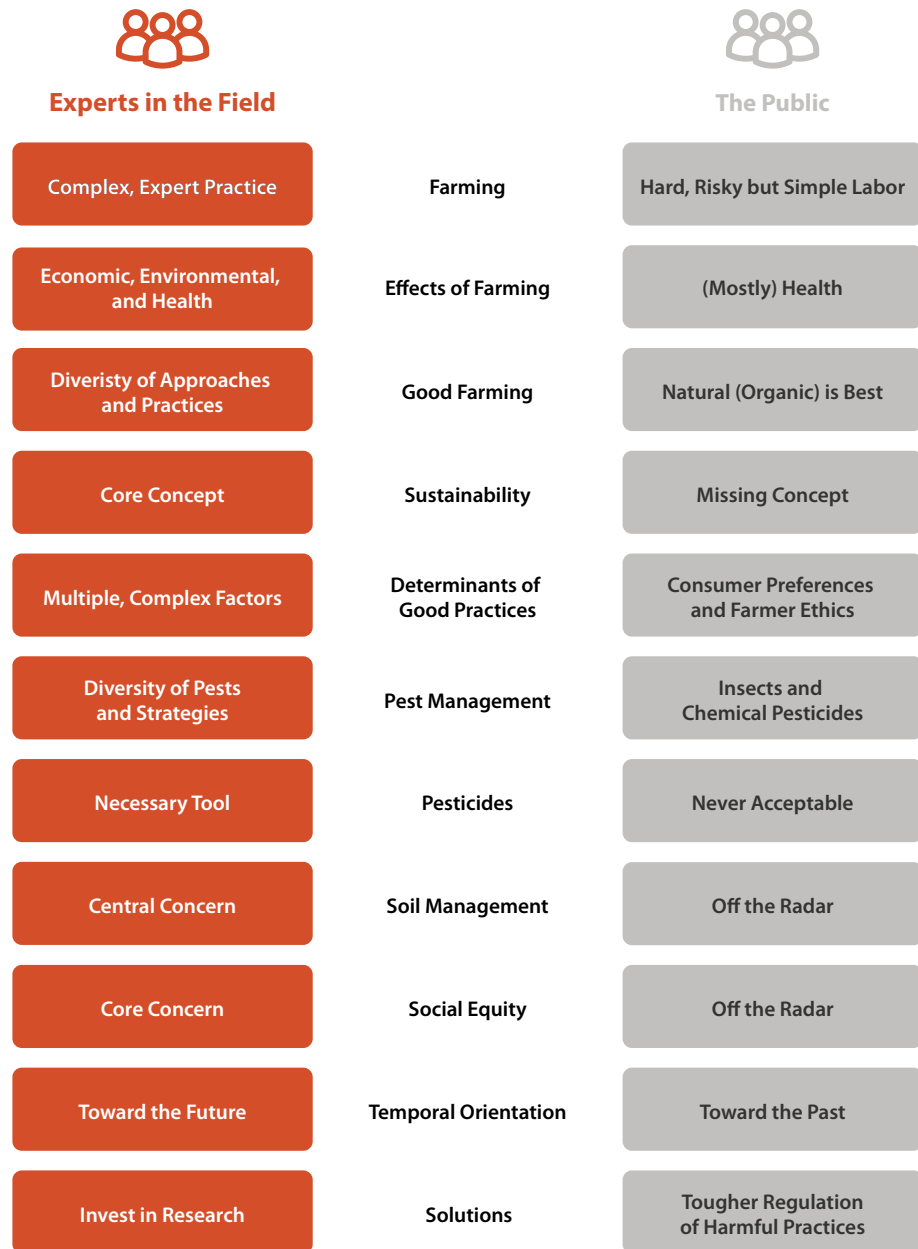 Experts in the Field
The Public
Complex, Expert Practice
Farming
Hard, Risky but Simple Labor
Economic, Environmental,
and Health
Effects of Farming
(Mostly) Health
Diveristy of Approaches
and Practices
Good Farming
Natural (Organic) is Best
Core Concept
Sustainability
Missing Concept
Multiple, Complex Factors
Determinants of
Good Practices
Consumer Preferences
and Farmer Ethics
Diversity of Pests
and Strategies
Pest Management
Insects and
Chemical Pesticides
Necessary Tool
Pesticides
Never Acceptable
Central Concern
Soil Management
Off the Radar
Core Concern
Social Equity
Off the Radar
Toward the Future
Temporal Orientation
Toward the Past
Invest in Research
Solutions
Tougher Regulation
of Harmful Practices